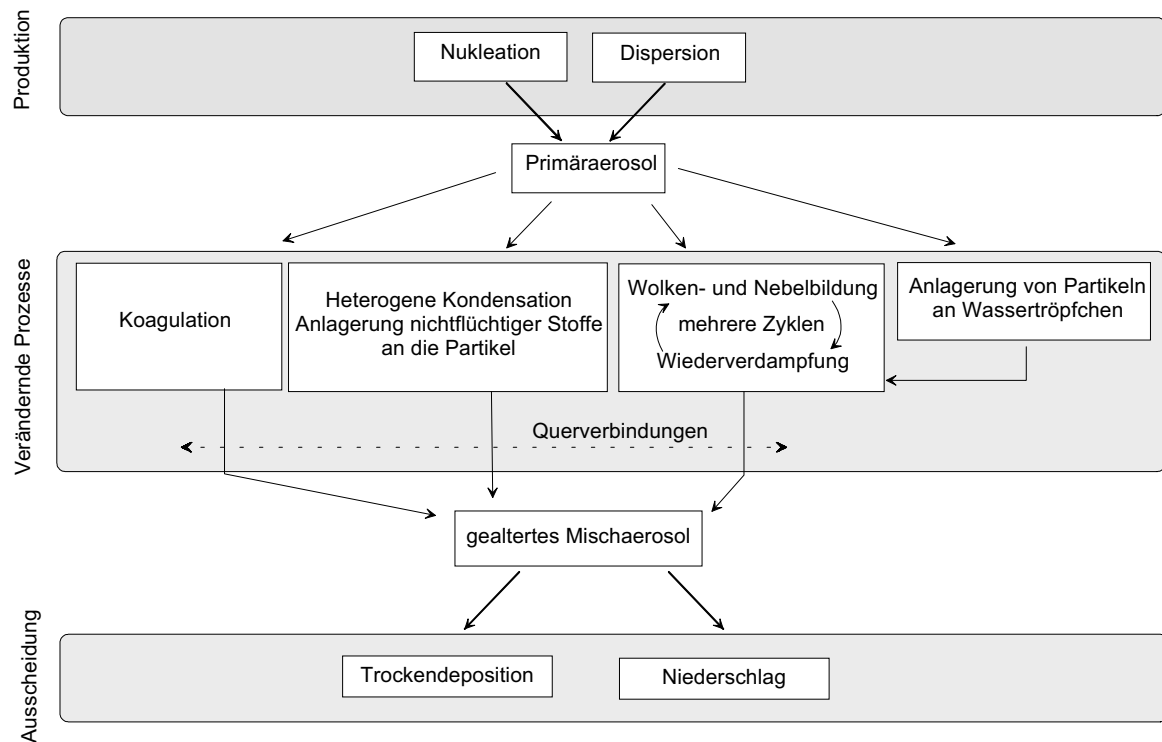 Produktion
Nukleation
Dispersion
Primäraerosol
Verändernde Prozesse
Koagulation
Heterogene Kondensation
Anlagerung nichtflüchtiger Stoffe
an die Partikel
Wolken- und Nebelbildung
mehrere Zyklen
Wiederverdampfung
Anlagerung von Partikeln
an Wassertröpfchen
Querverbindungen
gealtertes Mischaerosol
Ausscheidung
Trockendeposition
Niederschlag